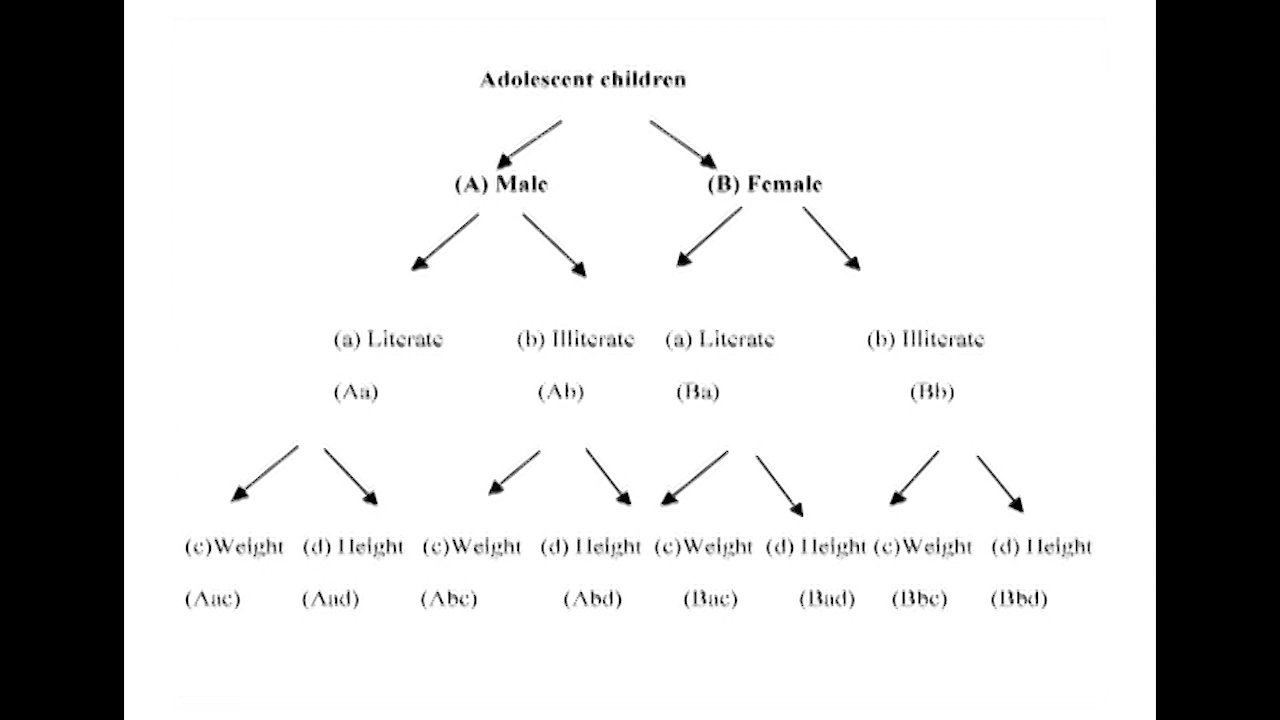 Adolescent children
(A) Male (B) Female
(a) Literate (b) Illiterate (a) Literate (b) Illiterate
(Aa) (Ab) (Ba) (Bb)
(c)Weight (d) Height (c)Weight (d) Height (c)Weight (d) Height (c)Weight (d) Height
(Aac) (Aad) (Abc) (Abd) (Bac) (Bad) (Bbc) (Bbd)